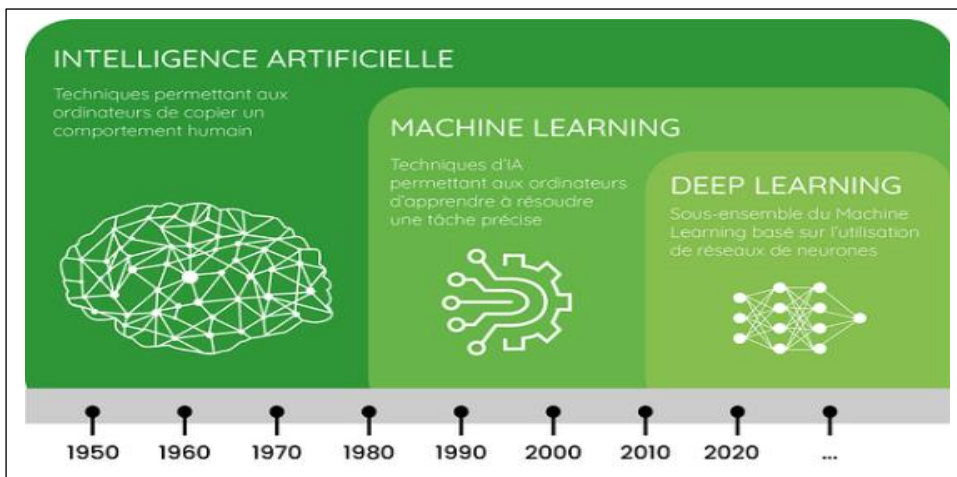 INTELLIGENCE ARTIFICIELLE
Techniques permettant aux
ordinateurs de copier un
comportement humain
MACHINE LEARNING
Techniques d'IA
permettant aux ordinateurs
d'apprendre à résoudre
une tâche précise
DEEP LEARNING
Sous-ensemble du Machine
Learning basé sur l'utilisation
de réseaux de neurones
1950 1960 1970 1980 1990 2000 2010 2020 ...